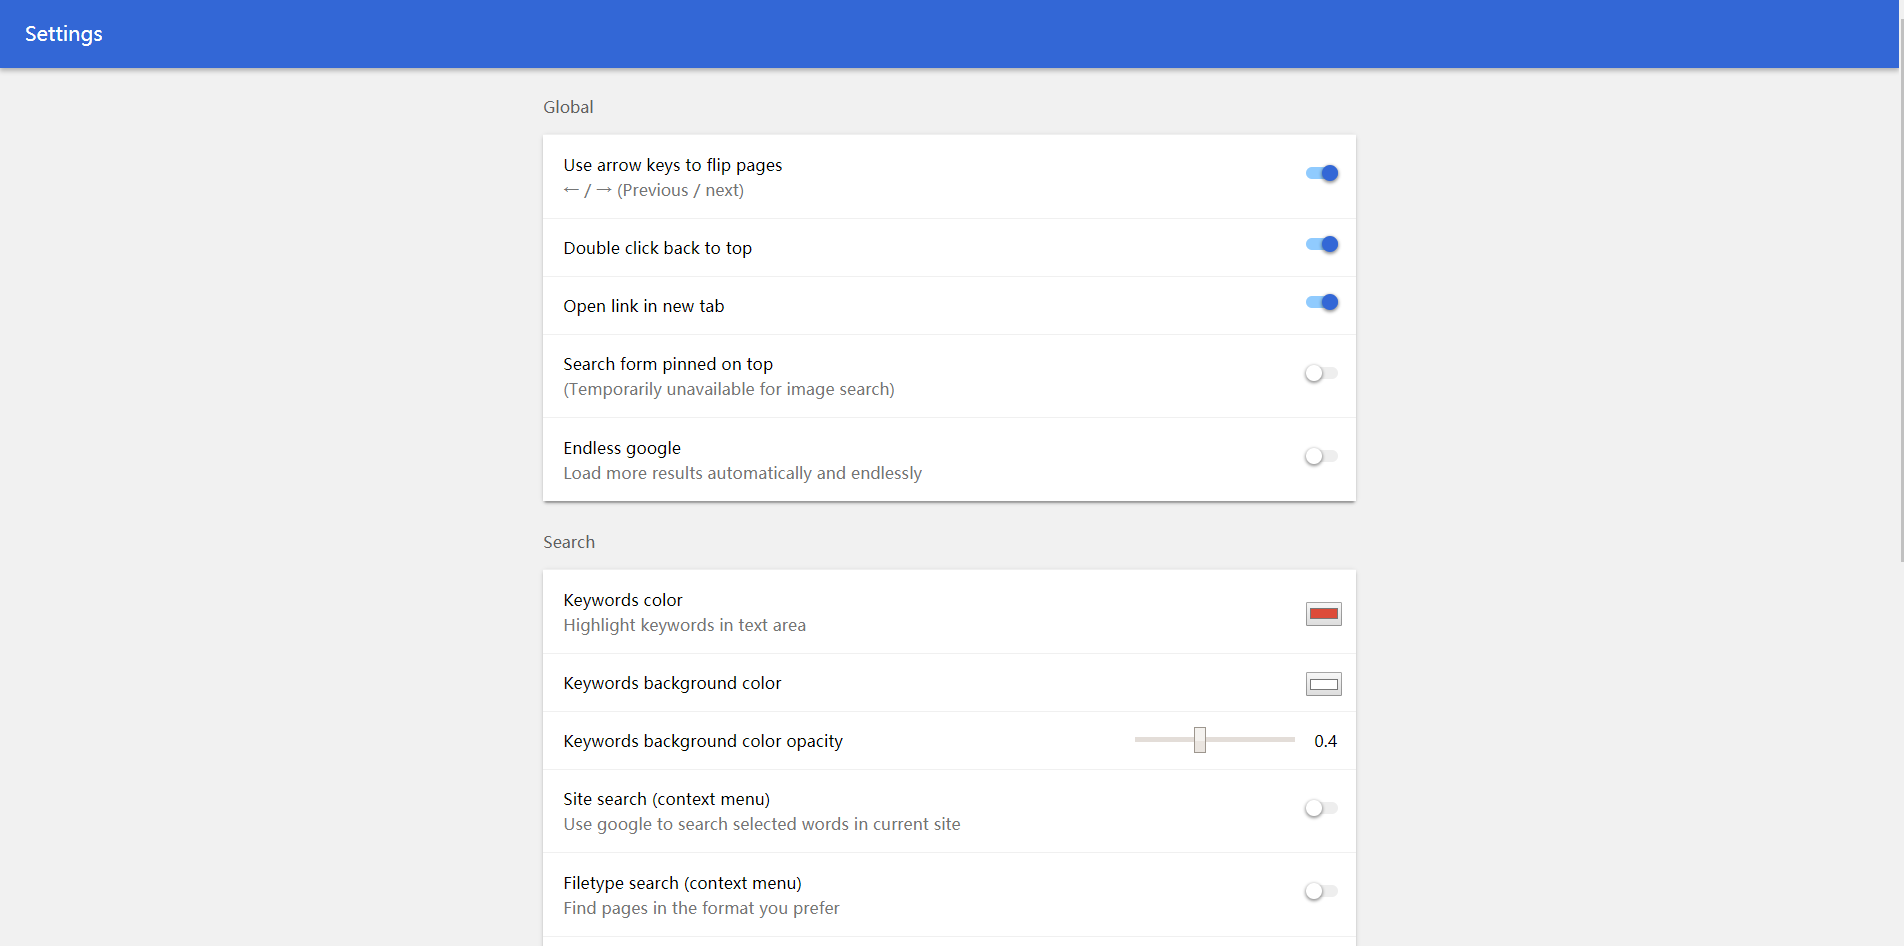 Settings
Global
Use arrow keys to flip pages
← / → (Previous / next)
Double click back to top
Open link in new tab
Search form pinned on top
(Temporarily unavailable for image search)
Endless google
Load more results automatically and endlessly
Search
Keywords color
Highlight keywords in text area
Keywords background color
Keywords background color opacity 0.4
Site search (context menu)
Use google to search selected words in current site
Filetype search (context menu)
Find pages in the format you prefer